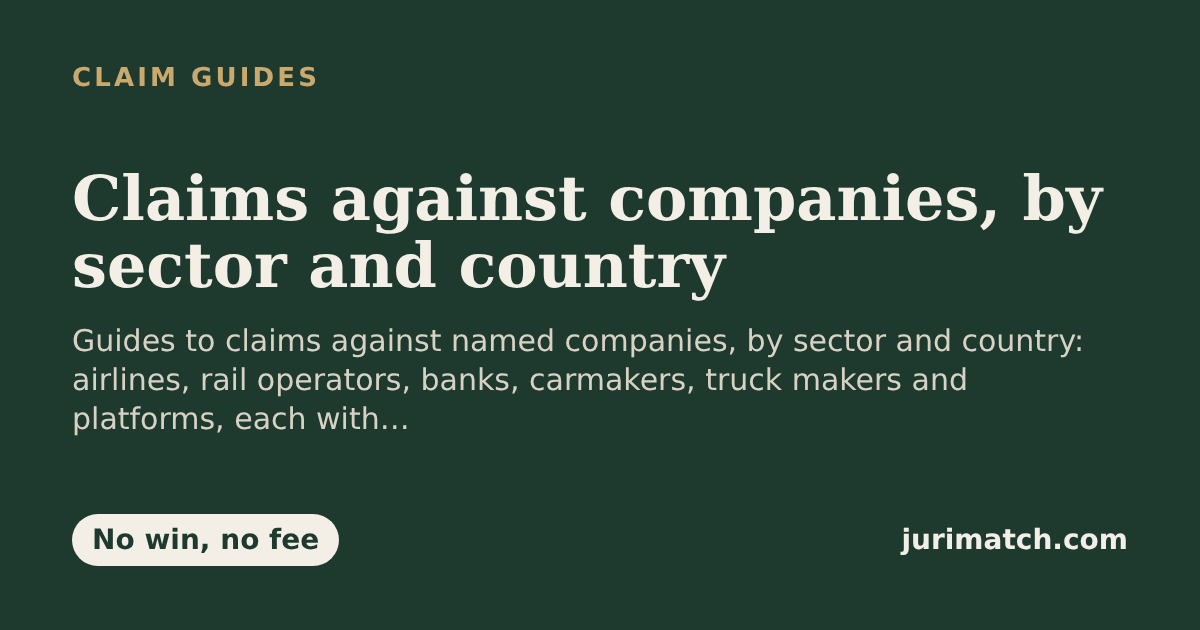 CLAIM GUIDES
Claims against companies, by
sector and country
Guides to claims against named companies, by sector and country:
airlines, rail operators, banks, carmakers, truck makers and
platforms, each with...
No win, no fee
jurimatch.com